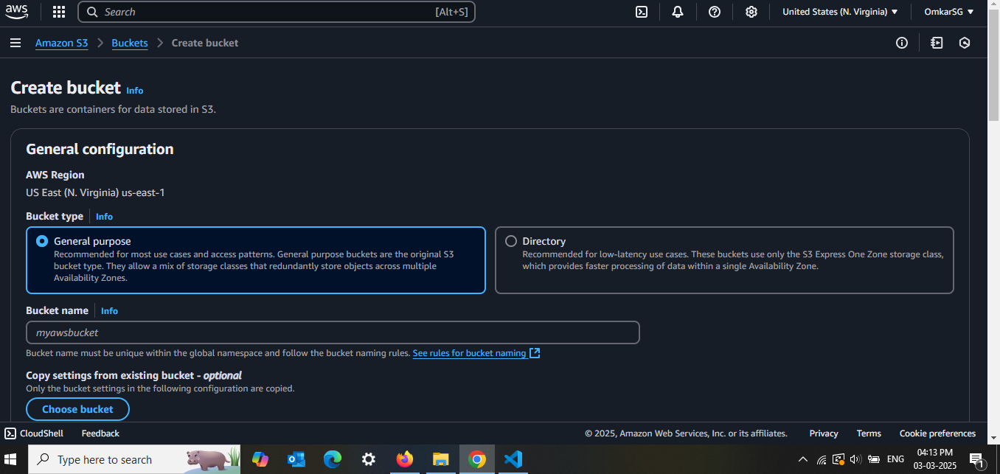 aws
Search [Alt+S]
United States (N. Virginia)
OmkarSG
Amazon S3
Buckets
Create bucket
Create bucket Info
Buckets are containers for data stored in S3.
General configuration
AWS Region
US East (N. Virginia) us-east-1
Bucket type Info
General purpose
Recommended for most use cases and access patterns. General purpose buckets are the original S3
bucket type. They allow a mix of storage classes that redundantly store objects across multiple
Availability Zones.
Directory
Recommended for low-latency use cases. These buckets use only the S3 Express One Zone storage class,
which provides faster processing of data within a single Availability Zone.
Bucket name Info
myawsbucket
Bucket name must be unique within the global namespace and follow the bucket naming rules. See rules for bucket naming
Copy settings from existing bucket - optional
Only the bucket settings in the following configuration are copied.
Choose bucket
CloudShell Feedback
© 2025, Amazon Web Services, Inc. or its affiliates. Privacy Terms Cookie preferences
Type here to search
ENG
04:13 PM
03-03-2025
1